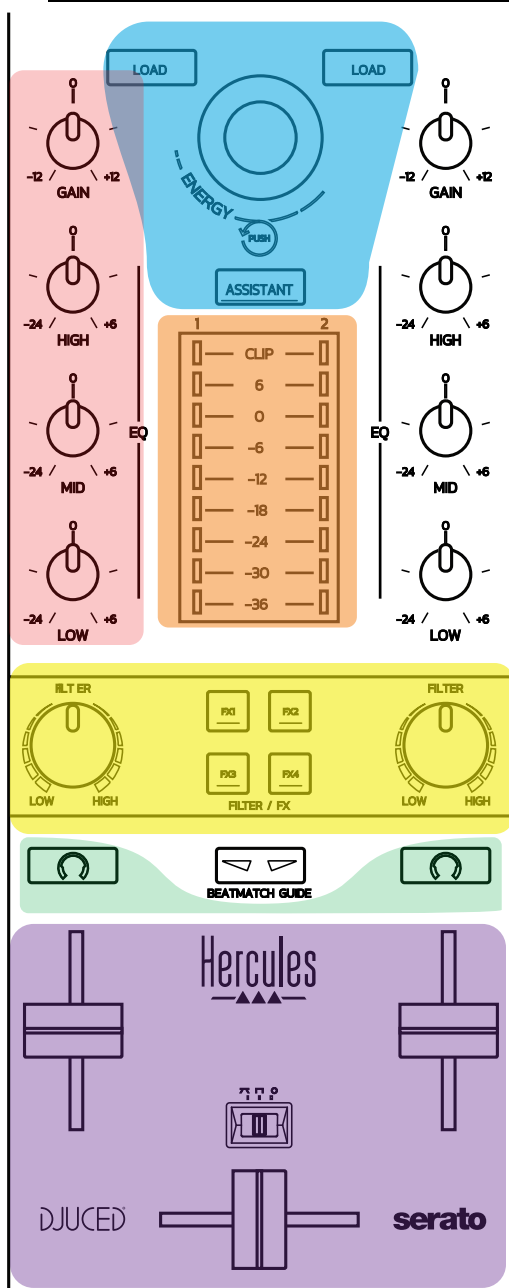 LOAD LOAD
0 0
-12 +12 -12 +12
GAIN GAIN
ENERGY
PUSH
ASSISTANT
0 0
-24 +6 -24 +6
HIGH HIGH
1 2
CLIP
6
0
-6
-12
-18
-24
-30
-36
EQ EQ
0 0
-24 +6 -24 +6
MID MID
0 0
-24 +6 -24 +6
LOW LOW
FILTER FILTER
FX1 FX2
FX3 FX4
LOW HIGH LOW HIGH
FILTER / FX
BEATMATCH GUIDE
Hercules
DJUCED serato